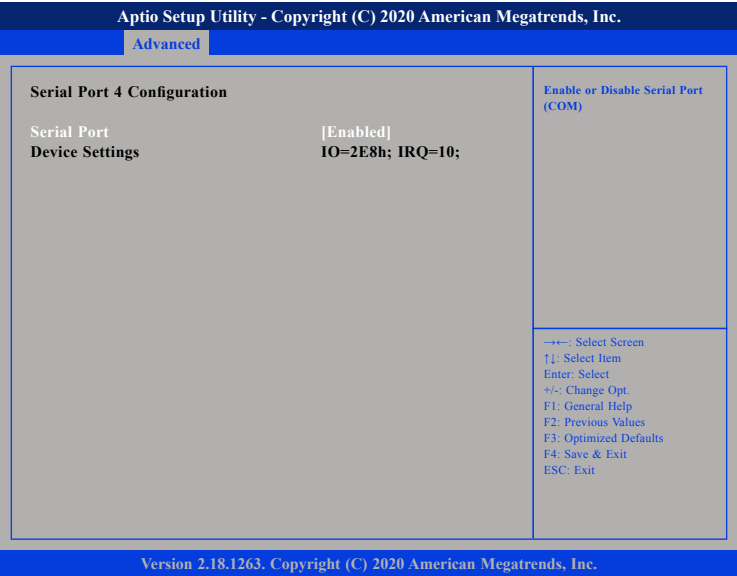 Aptio Setup Utility - Copyright (C) 2020 American Megatrends, Inc.
Advanced
Serial Port 4 Configuration
Serial Port [Enabled]
Device Settings IO=2E8h; IRQ=10;
Enable or Disable Serial Port
(COM)
→←: Select Screen
↑↓: Select Item
Enter: Select
+/-: Change Opt.
F1: General Help
F2: Previous Values
F3: Optimized Defaults
F4: Save & Exit
ESC: Exit
Version 2.18.1263. Copyright (C) 2020 American Megatrends, Inc.